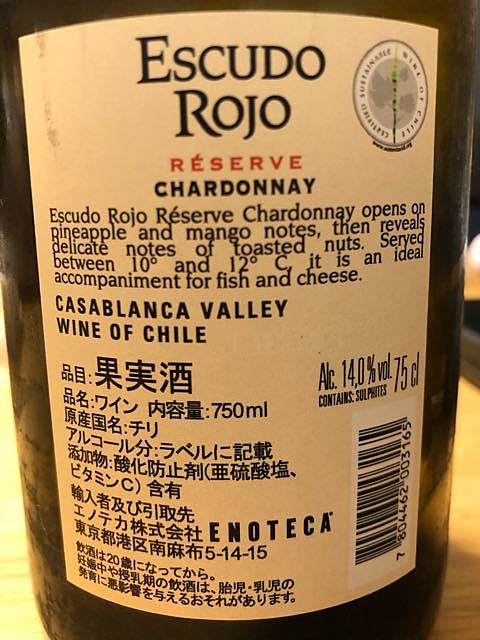 ESCUDO
ROJO
RÉSERVE
CHARDONNAY
Escudo Rojo Réserve Chardonnay opens on
pineapple and mango notes, then reveals
delicate notes of toasted nuts. Served
between 10° and 12° C, it is an ideal
accompaniment for fish and cheese.
CASABLANCA VALLEY
WINE OF CHILE
CERTIFIED SUSTAINABLE WINE OF CHILE
Alc. 14,0% vol. 75 cl
CONTAINS: SULPHITES
品目:果実酒
品名:ワイン 内容量:750ml
原産国名:チリ
アルコール分:ラベルに記載
添加物:酸化防止剤(亜硫酸塩、
ビタミンC)含有
輸入者及び引取先
エノテカ株式会社 ENOTECA
東京都港区南麻布5-14-15
飲酒は20歳になってから。
妊娠中や授乳期の飲酒は、胎児・乳児の
発育に悪影響を与えるおそれがあります。
7 804462 003165